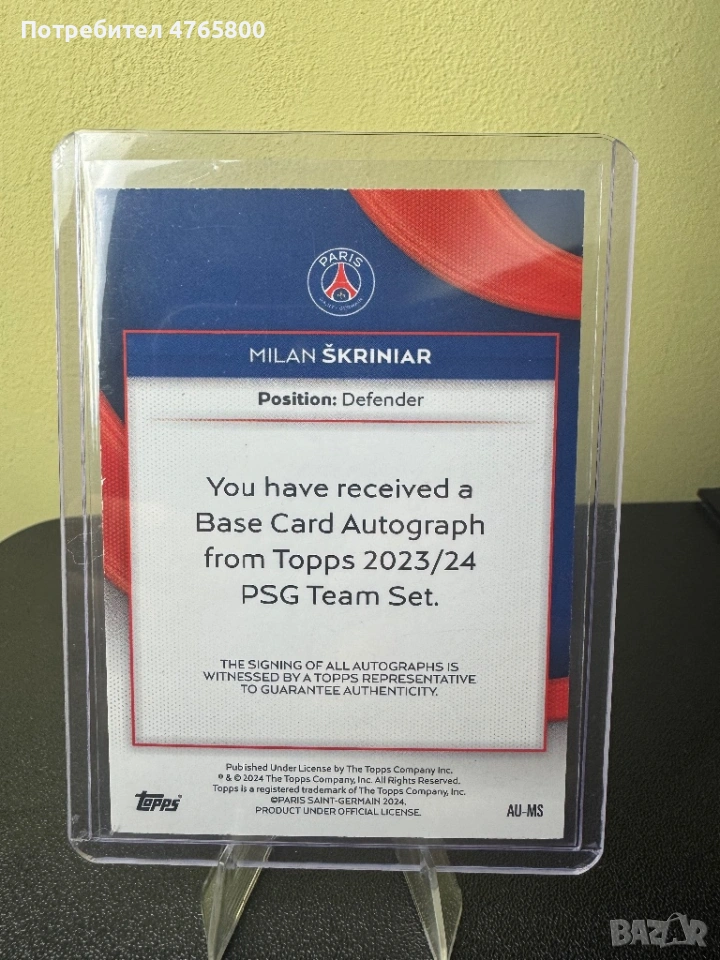 Потребител 4765800
PARIS
SAINT-GERMAIN
MILAN ŠKRINIAR
Position: Defender
You have received a
Base Card Autograph
from Topps 2023/24
PSG Team Set.
THE SIGNING OF ALL AUTOGRAPHS IS
WITNESSED BY A TOPPS REPRESENTATIVE
TO GUARANTEE AUTHENTICITY.
Published Under License by The Topps Company Inc.
® & © 2024 The Topps Company, Inc. All Rights Reserved.
Topps is a registered trademark of The Topps Company, Inc.
©PARIS SAINT-GERMAIN 2024.
PRODUCT UNDER OFFICIAL LICENSE.
Topps®
AU-MS
BAZAR